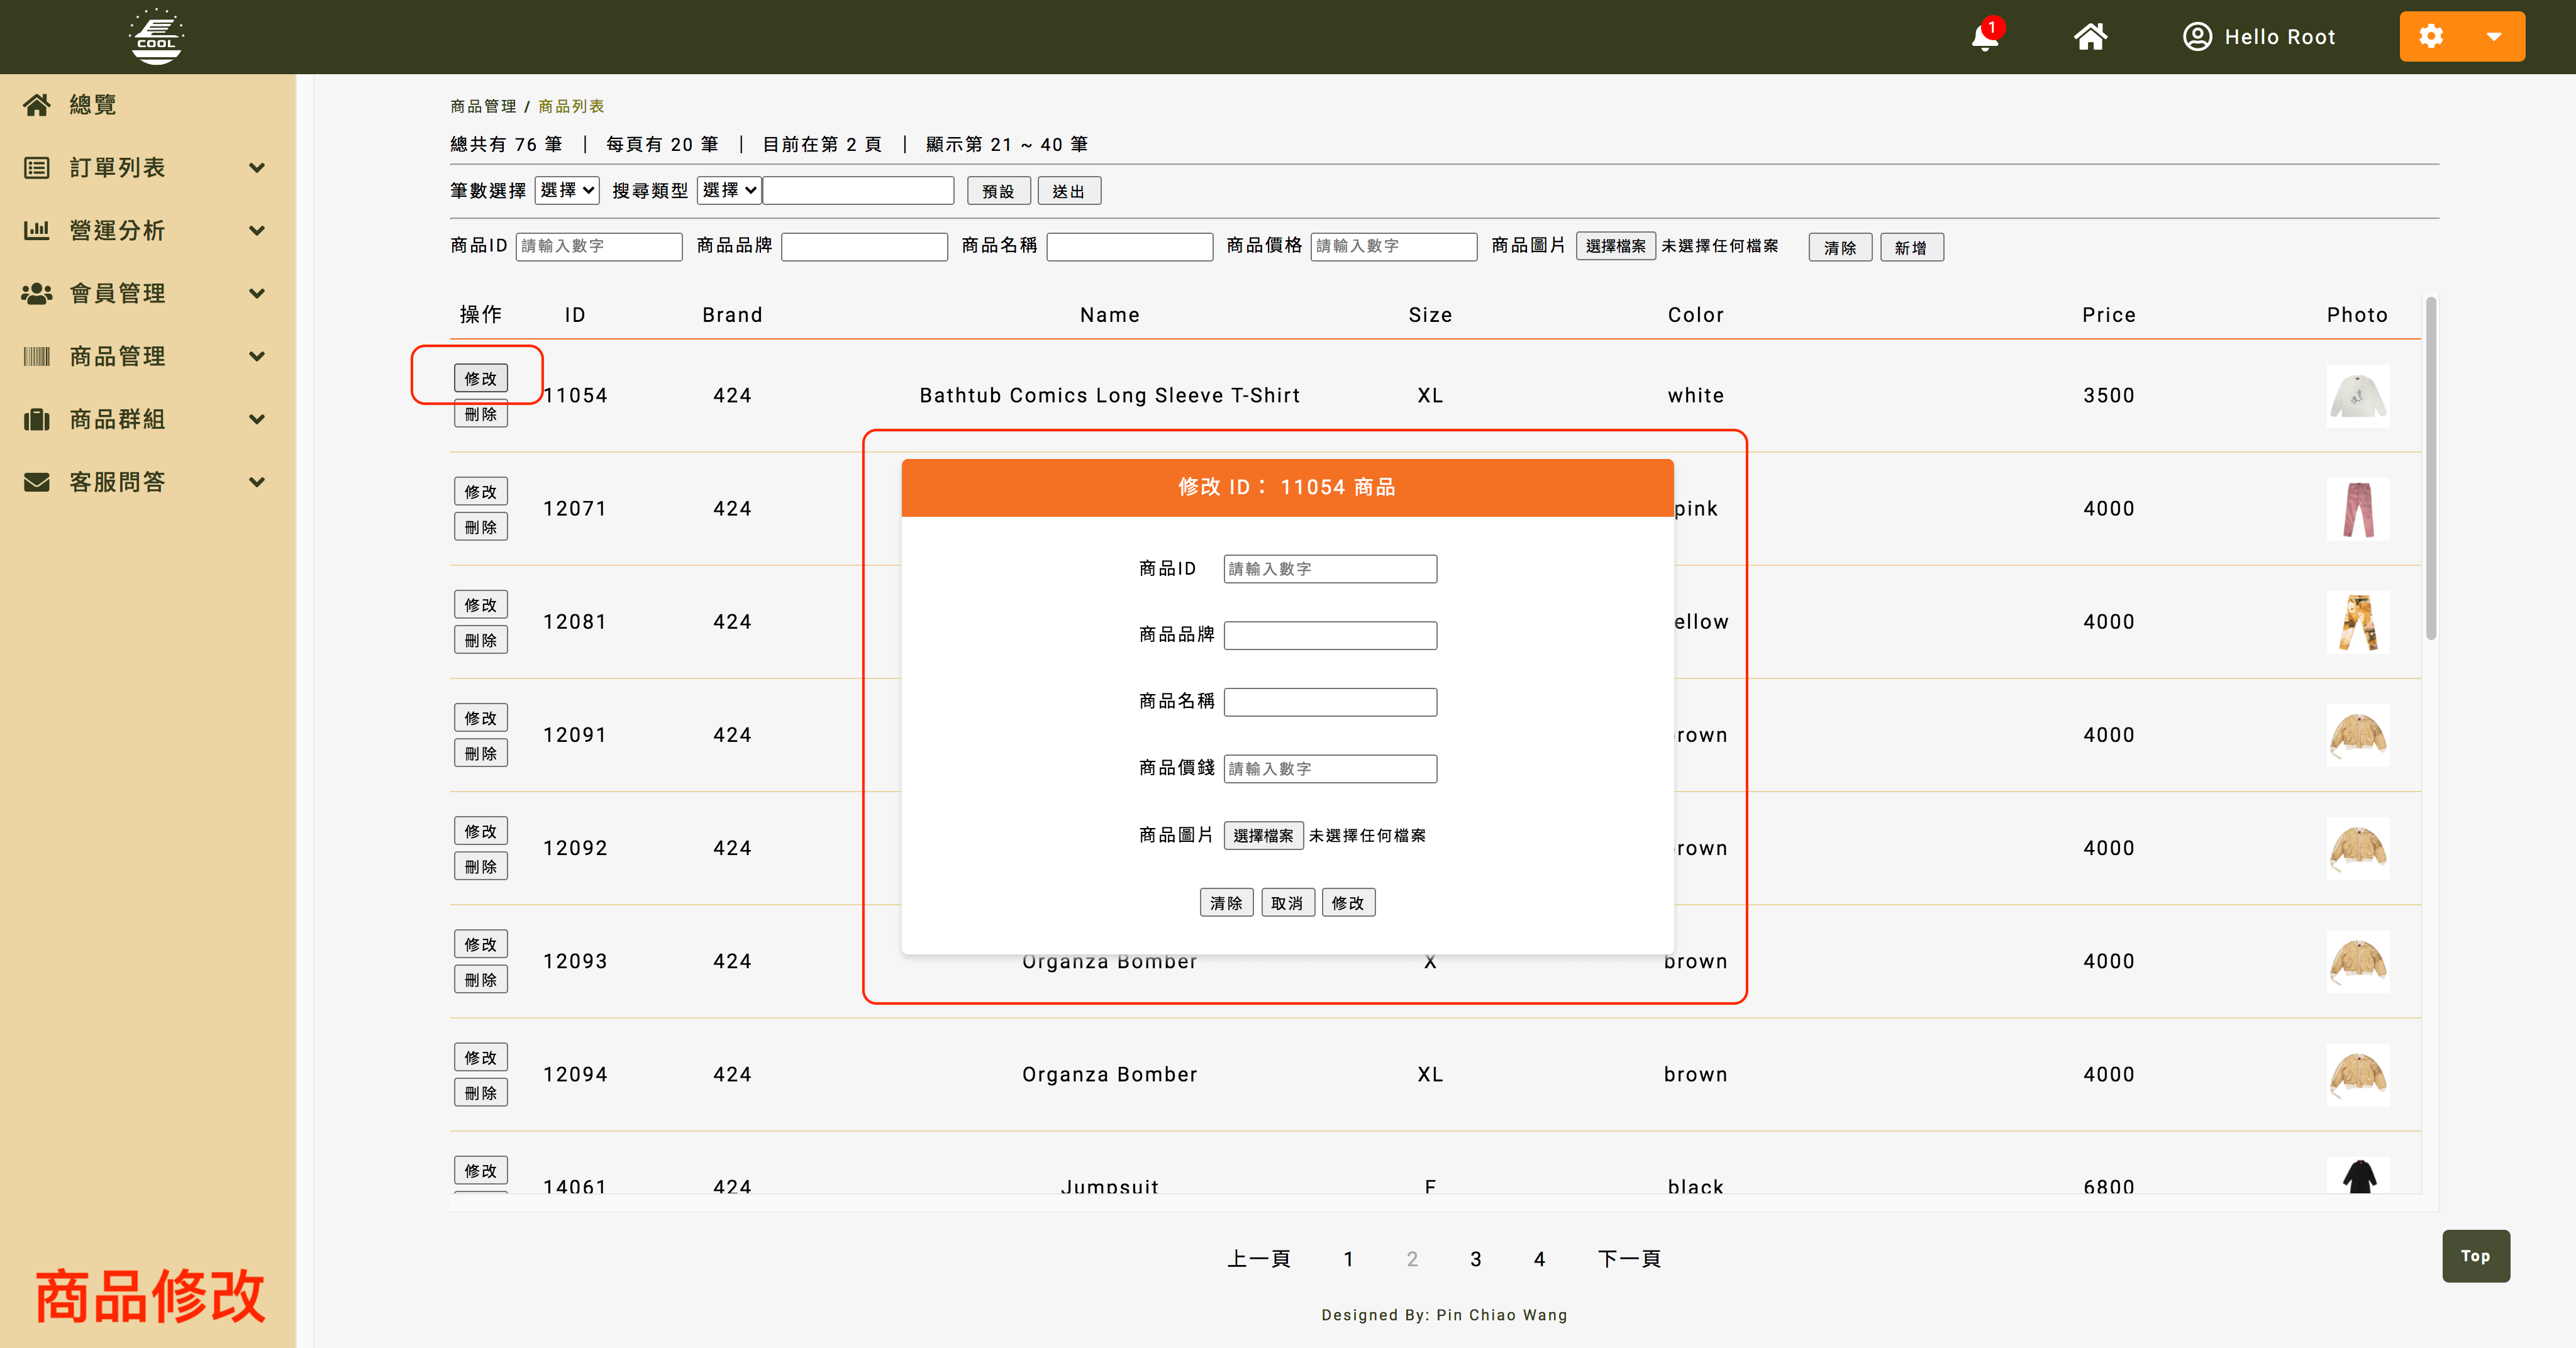 COOL
1
Hello Root
總覽
訂單列表
營運分析
會員管理
商品管理
商品群組
客服問答
商品修改
商品管理 / 商品列表
總共有 76 筆 | 每頁有 20 筆 | 目前在第 2 頁 | 顯示第 21 ~ 40 筆
筆數選擇 選擇 搜尋類型 選擇 預設 送出
商品ID 請輸入數字 商品品牌 商品名稱 商品價格 請輸入數字 商品圖片 選擇檔案 未選擇任何檔案 清除 新增
操作 ID Brand Name Size Color Price Photo
修改 刪除 11054 424 Bathtub Comics Long Sleeve T-Shirt XL white 3500
修改 刪除 12071 424 pink 4000
修改 刪除 12081 424 ellow 4000
修改 刪除 12091 424 rown 4000
修改 刪除 12092 424 rown 4000
修改 刪除 12093 424 Organza Bomber X brown 4000
修改 刪除 12094 424 Organza Bomber XL brown 4000
修改 14061 424 Jumpsuit F black 6800
修改 ID： 11054 商品
商品ID 請輸入數字
商品品牌
商品名稱
商品價錢 請輸入數字
商品圖片 選擇檔案 未選擇任何檔案
清除 取消 修改
上一頁 1 2 3 4 下一頁
Top
Designed By: Pin Chiao Wang